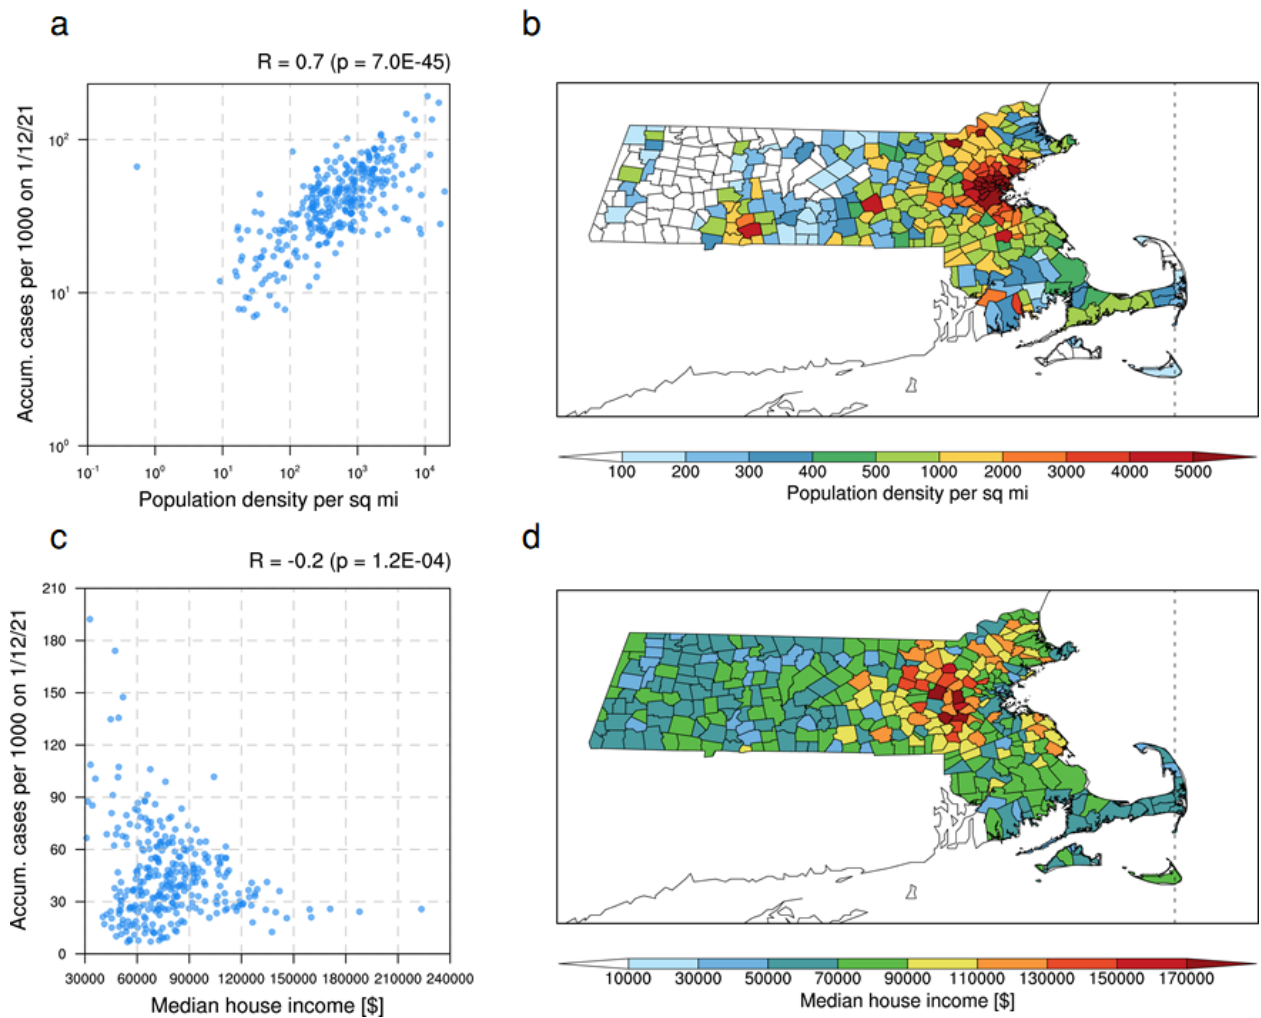 a
R = 0.7 (p = 7.0E-45)
Accum. cases per 1000 on 1/12/21
10²
10¹
10⁰
10⁻¹ 10⁰ 10¹ 10² 10³ 10⁴
Population density per sq mi
b
100 200 300 400 500 1000 2000 3000 4000 5000
Population density per sq mi
c
R = -0.2 (p = 1.2E-04)
Accum. cases per 1000 on 1/12/21
210
180
150
120
90
60
30
0
30000 60000 90000 120000 150000 180000 210000 240000
Median house income [$]
d
10000 30000 50000 70000 90000 110000 130000 150000 170000
Median house income [$]